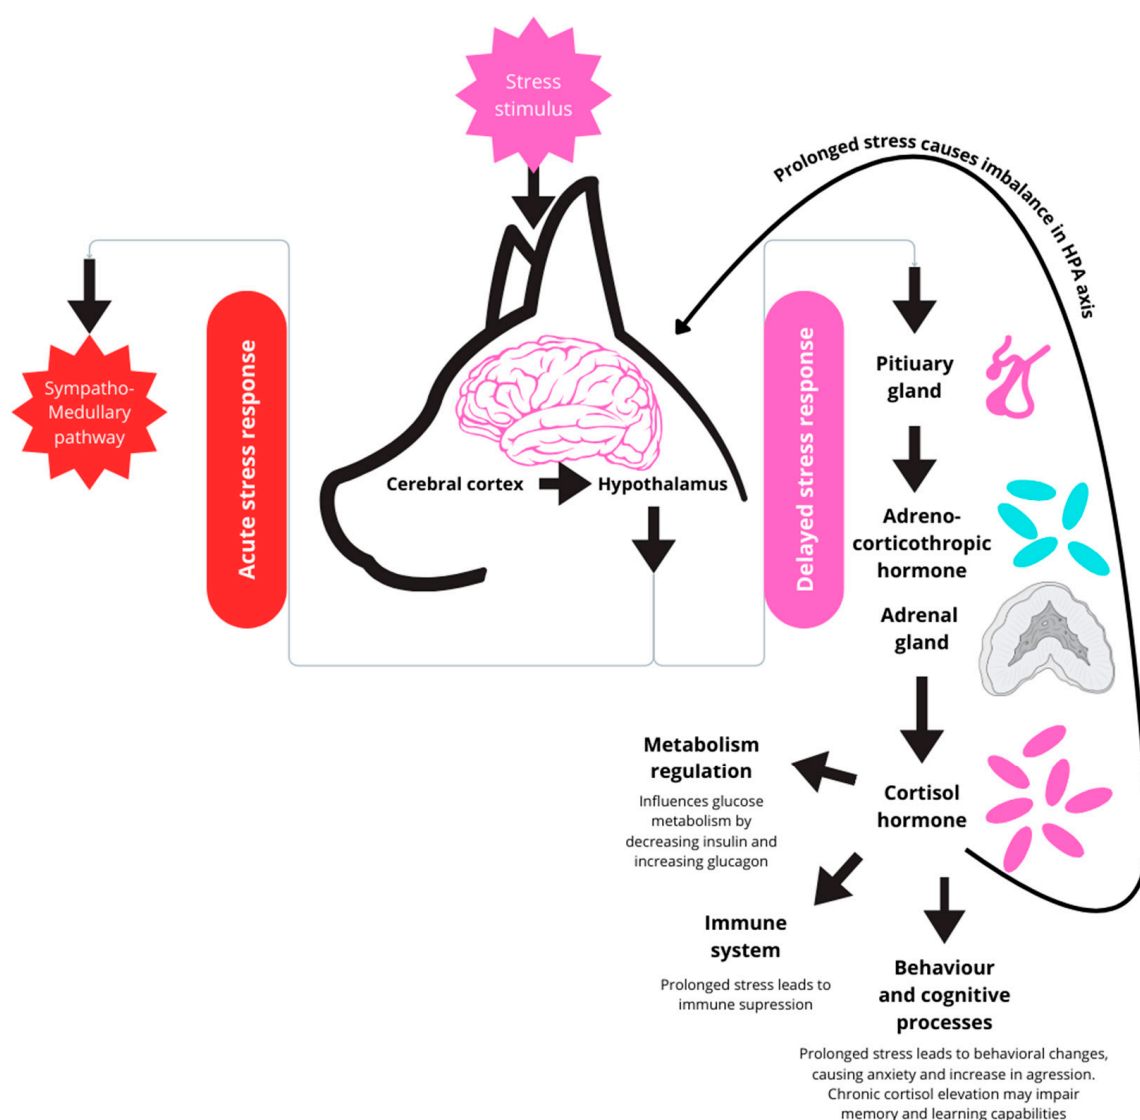 Stress
stimulus
Prolonged stress causes imbalance in HPA axis
Sympatho-
Medullary
pathway
Acute stress response
Cerebral cortex
Hypothalamus
Delayed stress response
Pitiuary
gland
Adreno-
corticothropic
hormone
Adrenal
gland
Cortisol
hormone
Metabolism
regulation
Influences glucose
metabolism by
decreasing insulin and
increasing glucagon
Immune
system
Prolonged stress leads to
immune supression
Behaviour
and cognitive
processes
Prolonged stress leads to behavioral changes,
causing anxiety and increase in agression.
Chronic cortisol elevation may impair
memory and learning capabilities